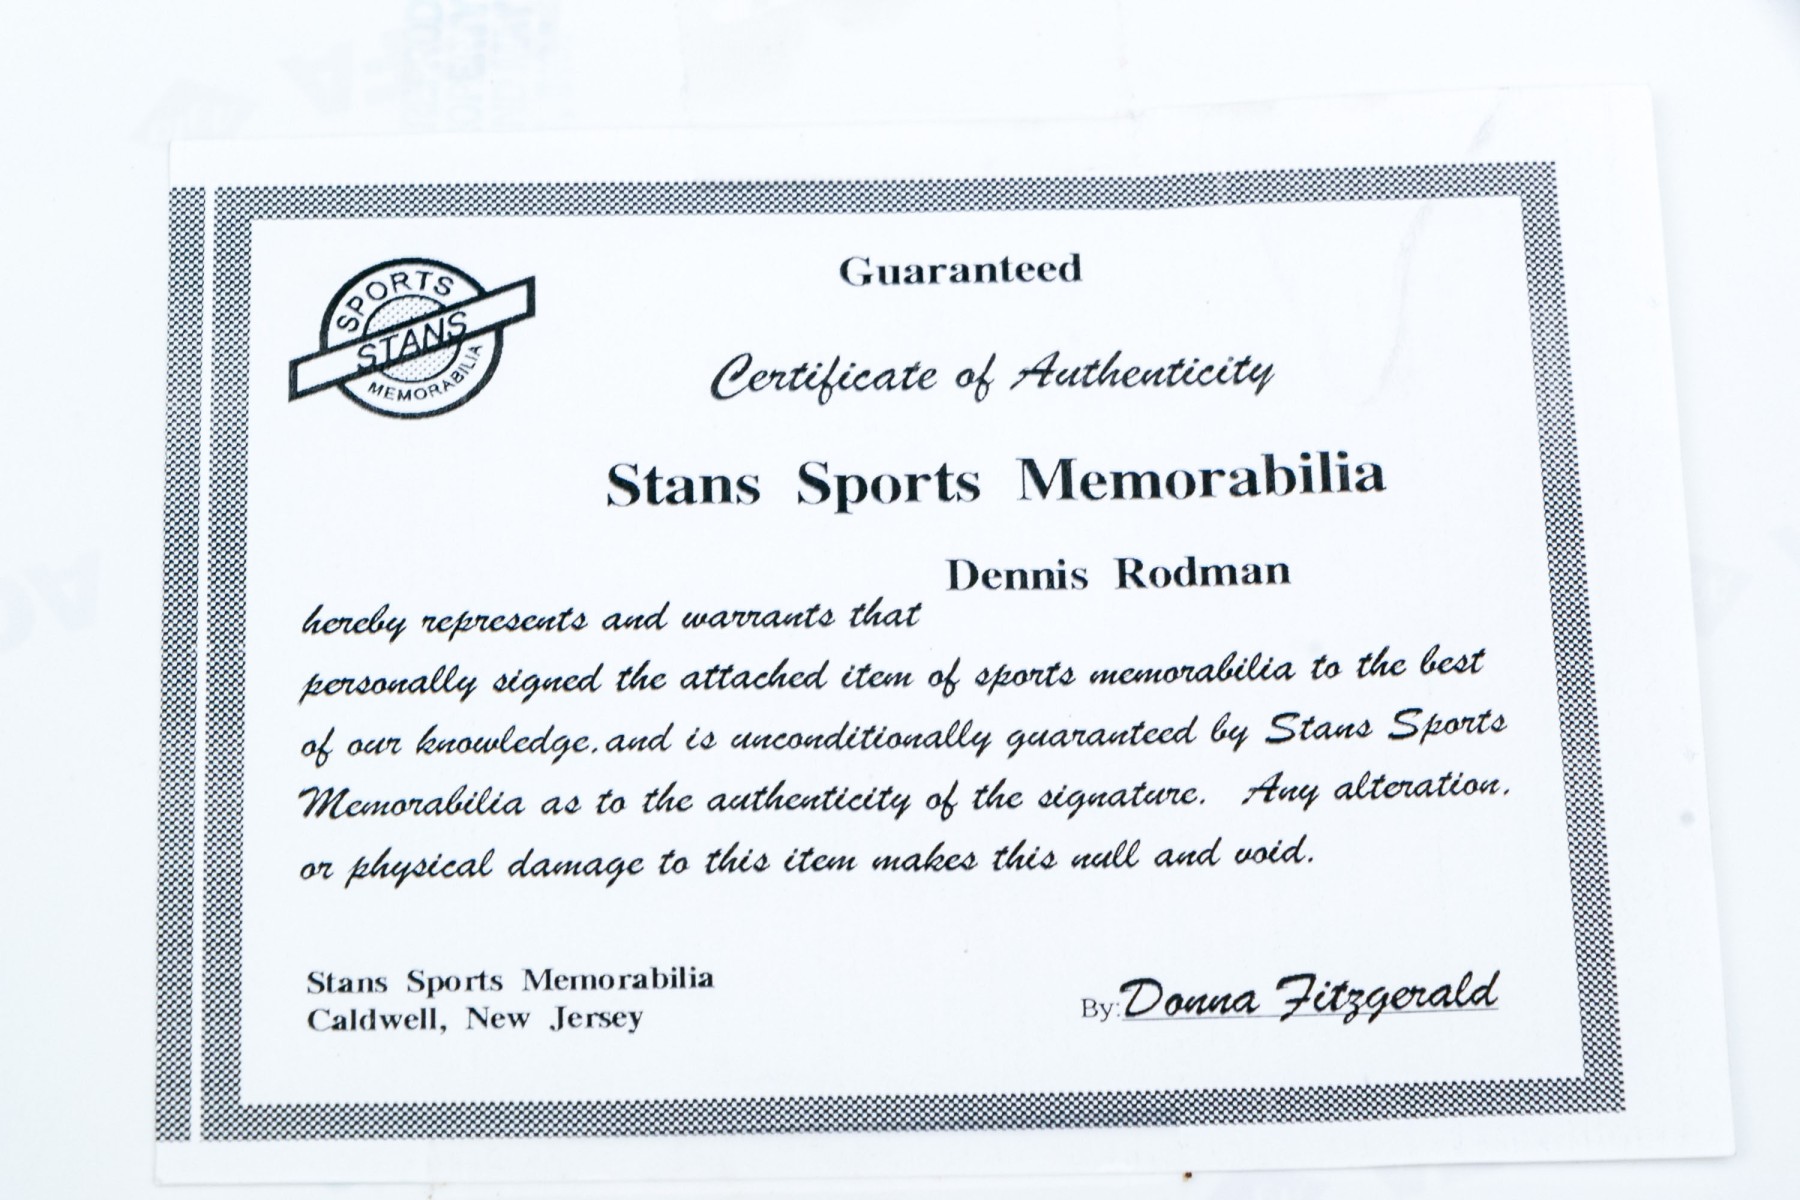 SPORTS
STANS
MEMORABILIA
Guaranteed
Certificate of Authenticity
Stans Sports Memorabilia
Dennis Rodman
hereby represents and warrants that
personally signed the attached item of sports memorabilia to the best
of our knowledge, and is unconditionally guaranteed by Stans Sports
Memorabilia as to the authenticity of the signature. Any alteration,
or physical damage to this item makes this null and void.
Stans Sports Memorabilia
Caldwell, New Jersey
By: Donna Fitzgerald